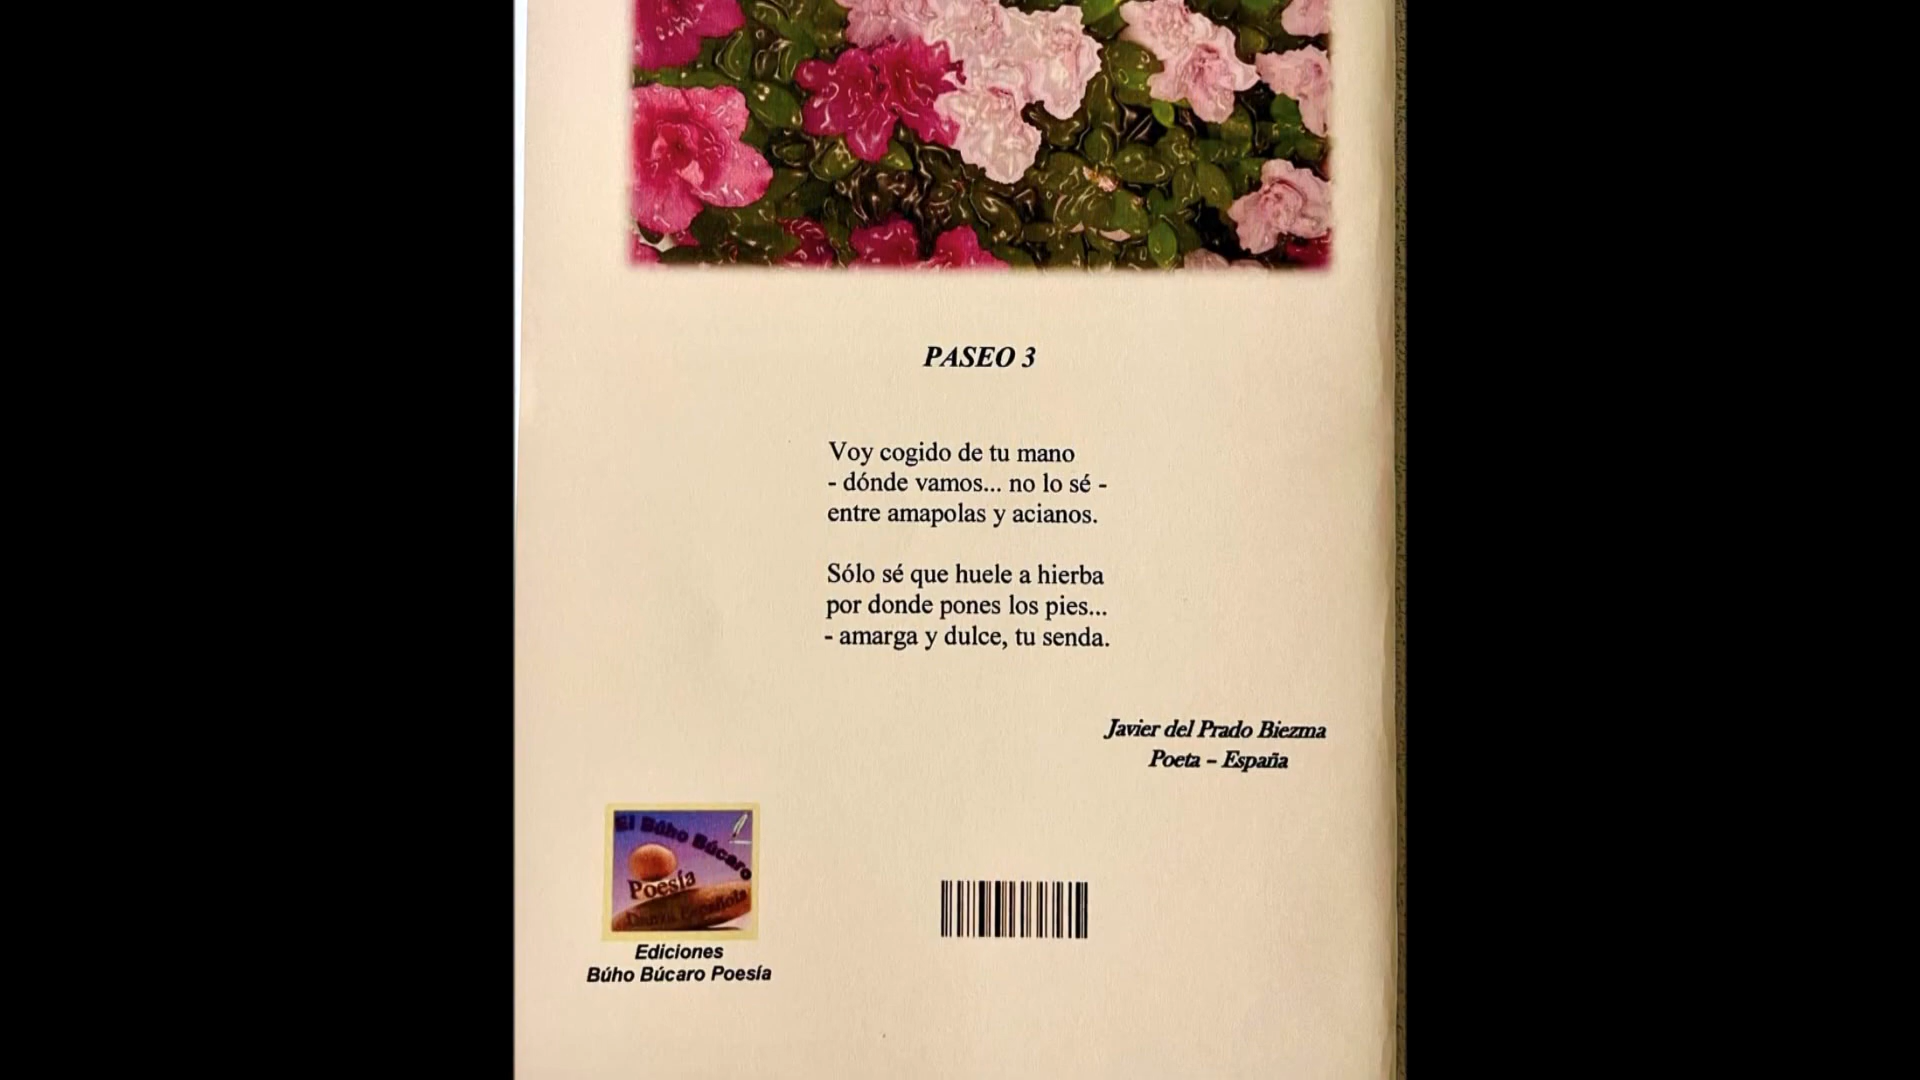 PASEO 3
Voy cogido de tu mano
- dónde vamos... no lo sé -
entre amapolas y acianos.
Sólo sé que huele a hierba
por donde pones los pies...
- amarga y dulce, tu senda.
Javier del Prado Biezma
Poeta – España
El Búho Búcaro
Poesía
Danza Española
Ediciones
Búho Búcaro Poesía